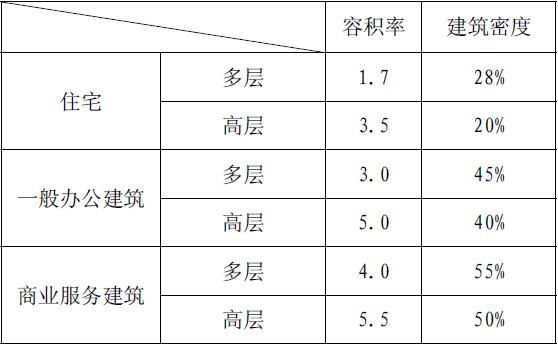 容积率 建筑密度
住宅 多层 1.7 28%
高层 3.5 20%
一般办公建筑 多层 3.0 45%
高层 5.0 40%
商业服务建筑 多层 4.0 55%
高层 5.5 50%